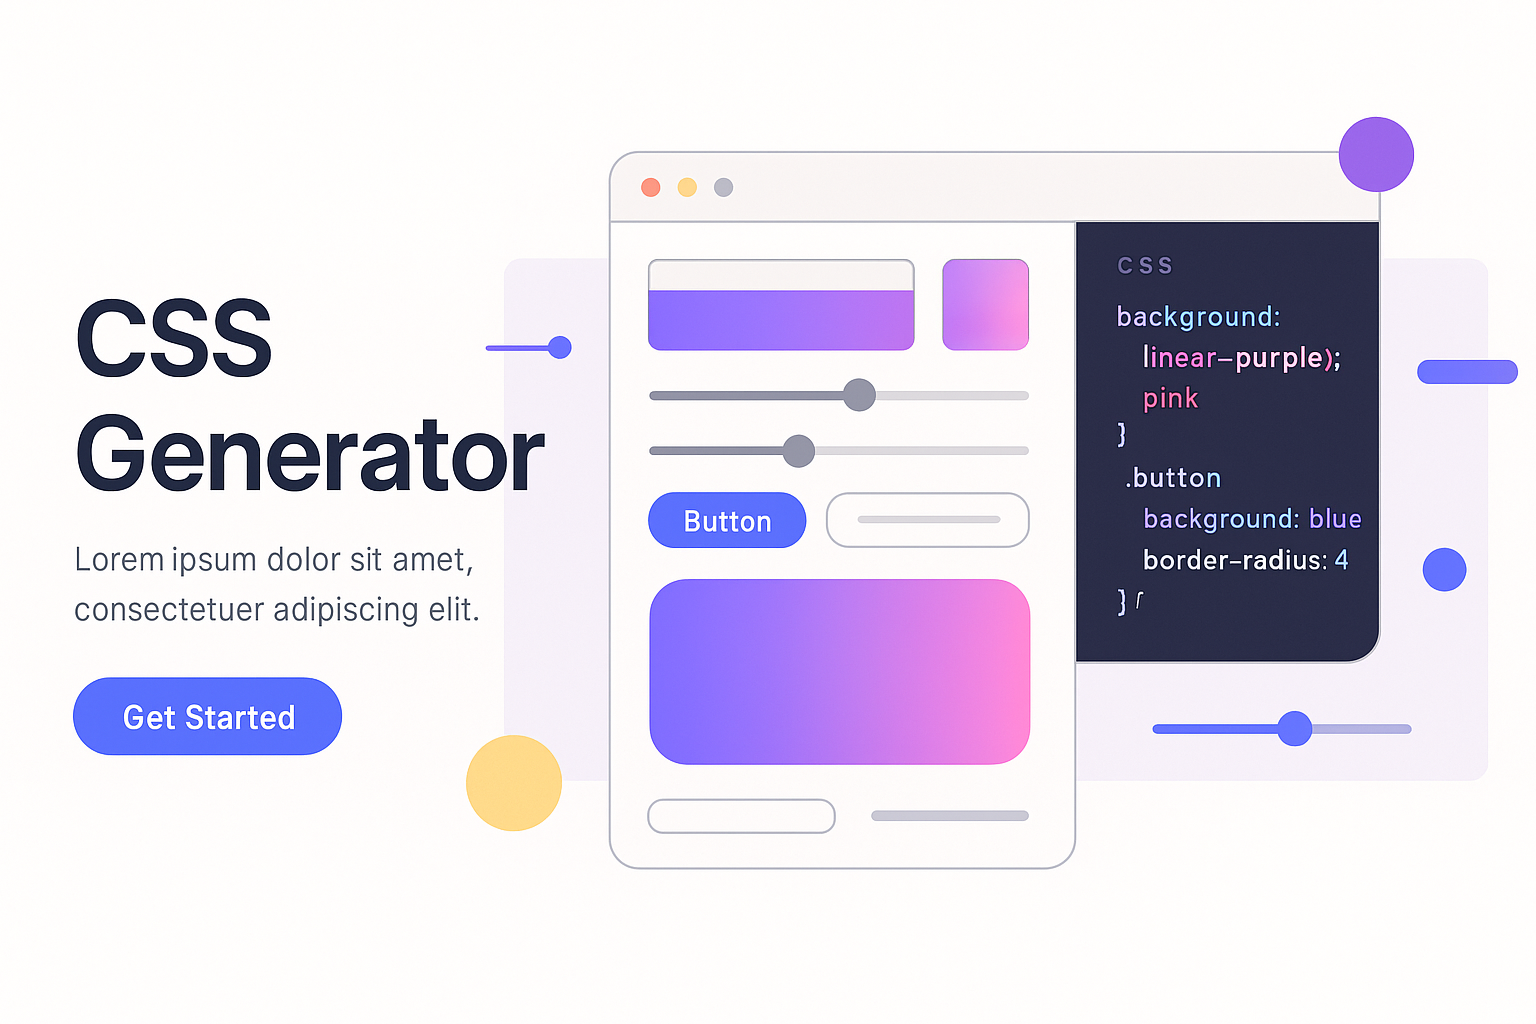 CSS
Generator
Lorem ipsum dolor sit amet,
consectetuer adipiscing elit.
Get Started
Button
CSS
background:
linear-purple);
pink
}
.button
background: blue
border-radius: 4
}